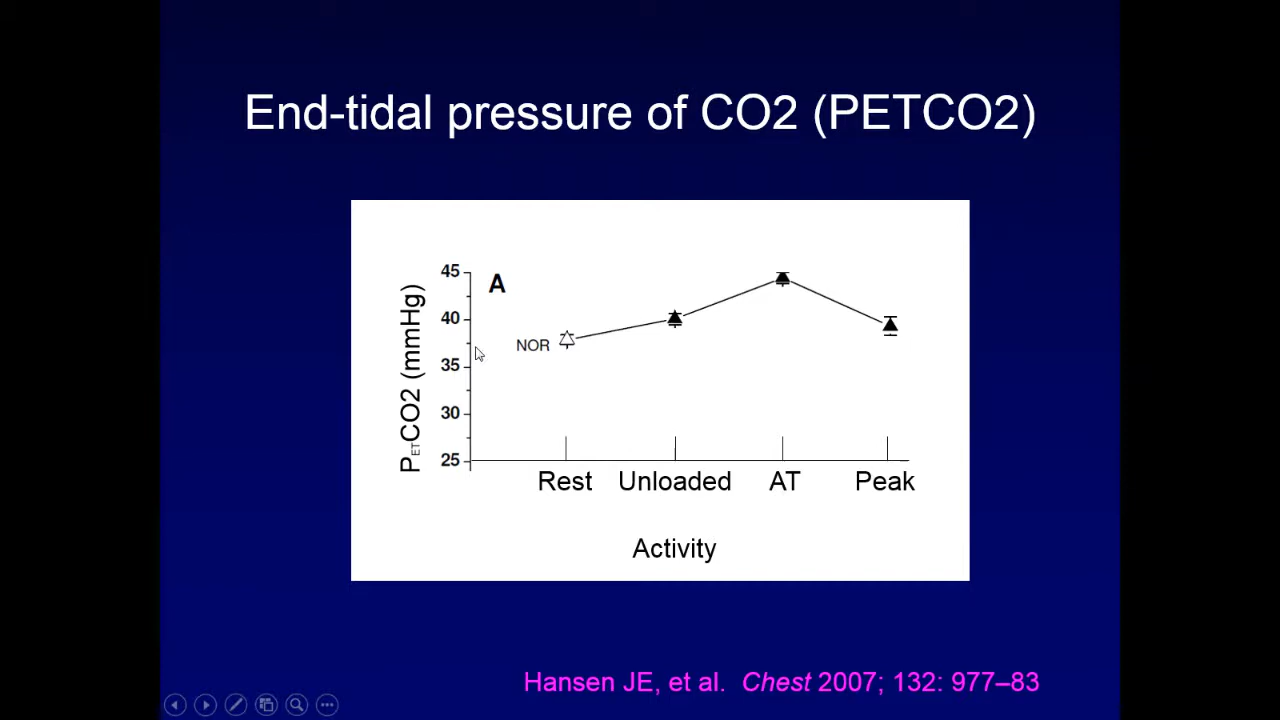 End-tidal pressure of CO2 (PETCO2)
PETCO2 (mmHg)
45
40
35
30
25
A
NOR
Rest Unloaded AT Peak
Activity
Hansen JE, et al. Chest 2007; 132: 977–83